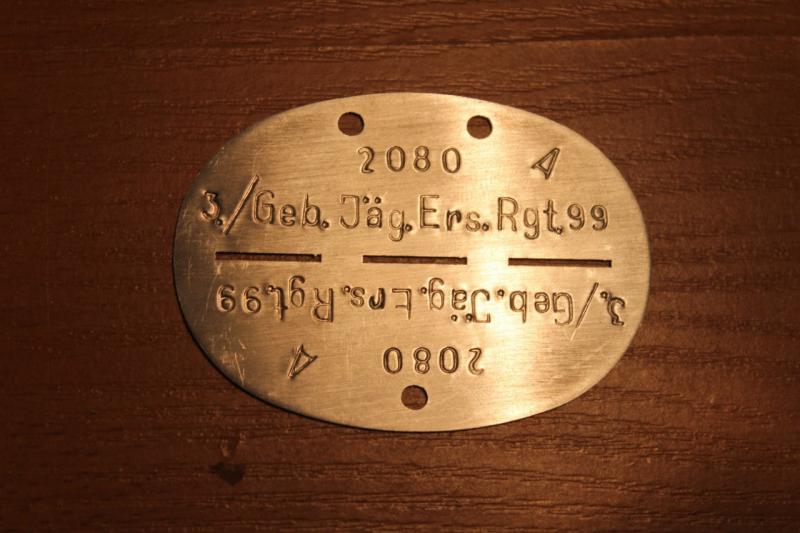 2080 A
3./Geb. Jäg. Ers. Rgt. 99
3./Geb. Jäg. Ers. Rgt. 99
2080 A